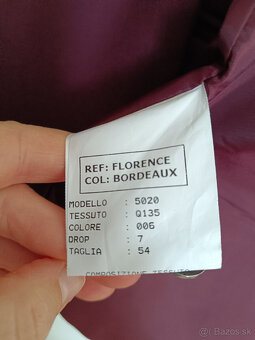 REF: FLORENCE
COL: BORDEAUX
MODELLO : 5020
TESSUTO : Q135
COLORE : 006
DROP : 7
TAGLIA : 54
COMPOSIZIONE TESSUTO
© Bazos.sk